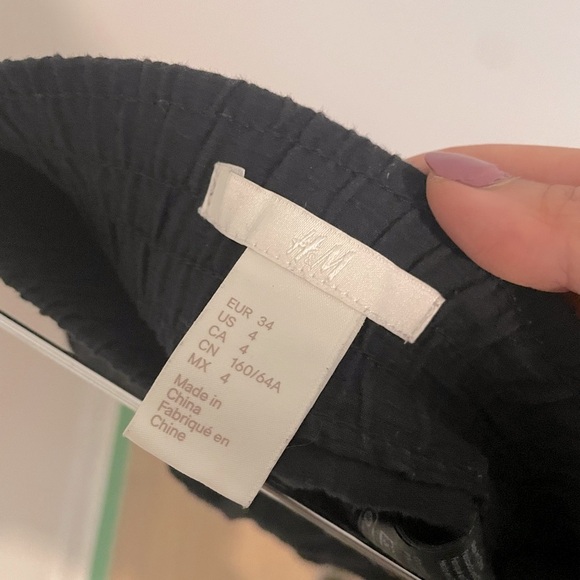 H&M
EUR 34
US 4
CA 4
CN 160/64A
MX 4
Made in
China
Fabriqué en
Chine